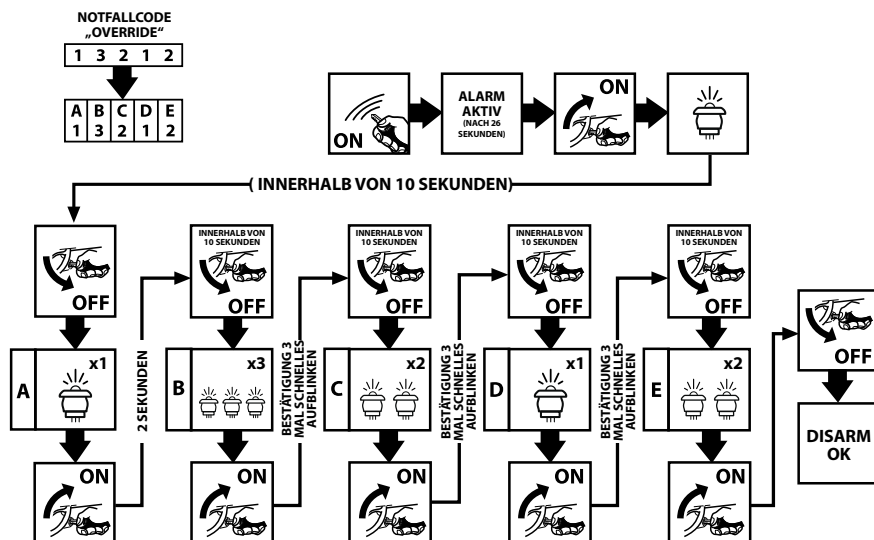 NOTFALLCODE
„OVERRIDE“
1 3 2 1 2
A B C D E
1 3 2 1 2
ON
ALARM
AKTIV
(NACH 26
SEKUNDEN)
ON
( INNERHALB VON 10 SEKUNDEN)
OFF
A
x1
ON
2 SEKUNDEN
INNERHALB VON
10 SEKUNDEN
OFF
B
x3
ON
BESTÄTIGUNG 3
MAL SCHNELLES
AUFBLINKEN
INNERHALB VON
10 SEKUNDEN
OFF
C
x2
ON
BESTÄTIGUNG 3
MAL SCHNELLES
AUFBLINKEN
INNERHALB VON
10 SEKUNDEN
OFF
D
x1
ON
BESTÄTIGUNG 3
MAL SCHNELLES
AUFBLINKEN
INNERHALB VON
10 SEKUNDEN
OFF
E
x2
ON
OFF
DISARM
OK